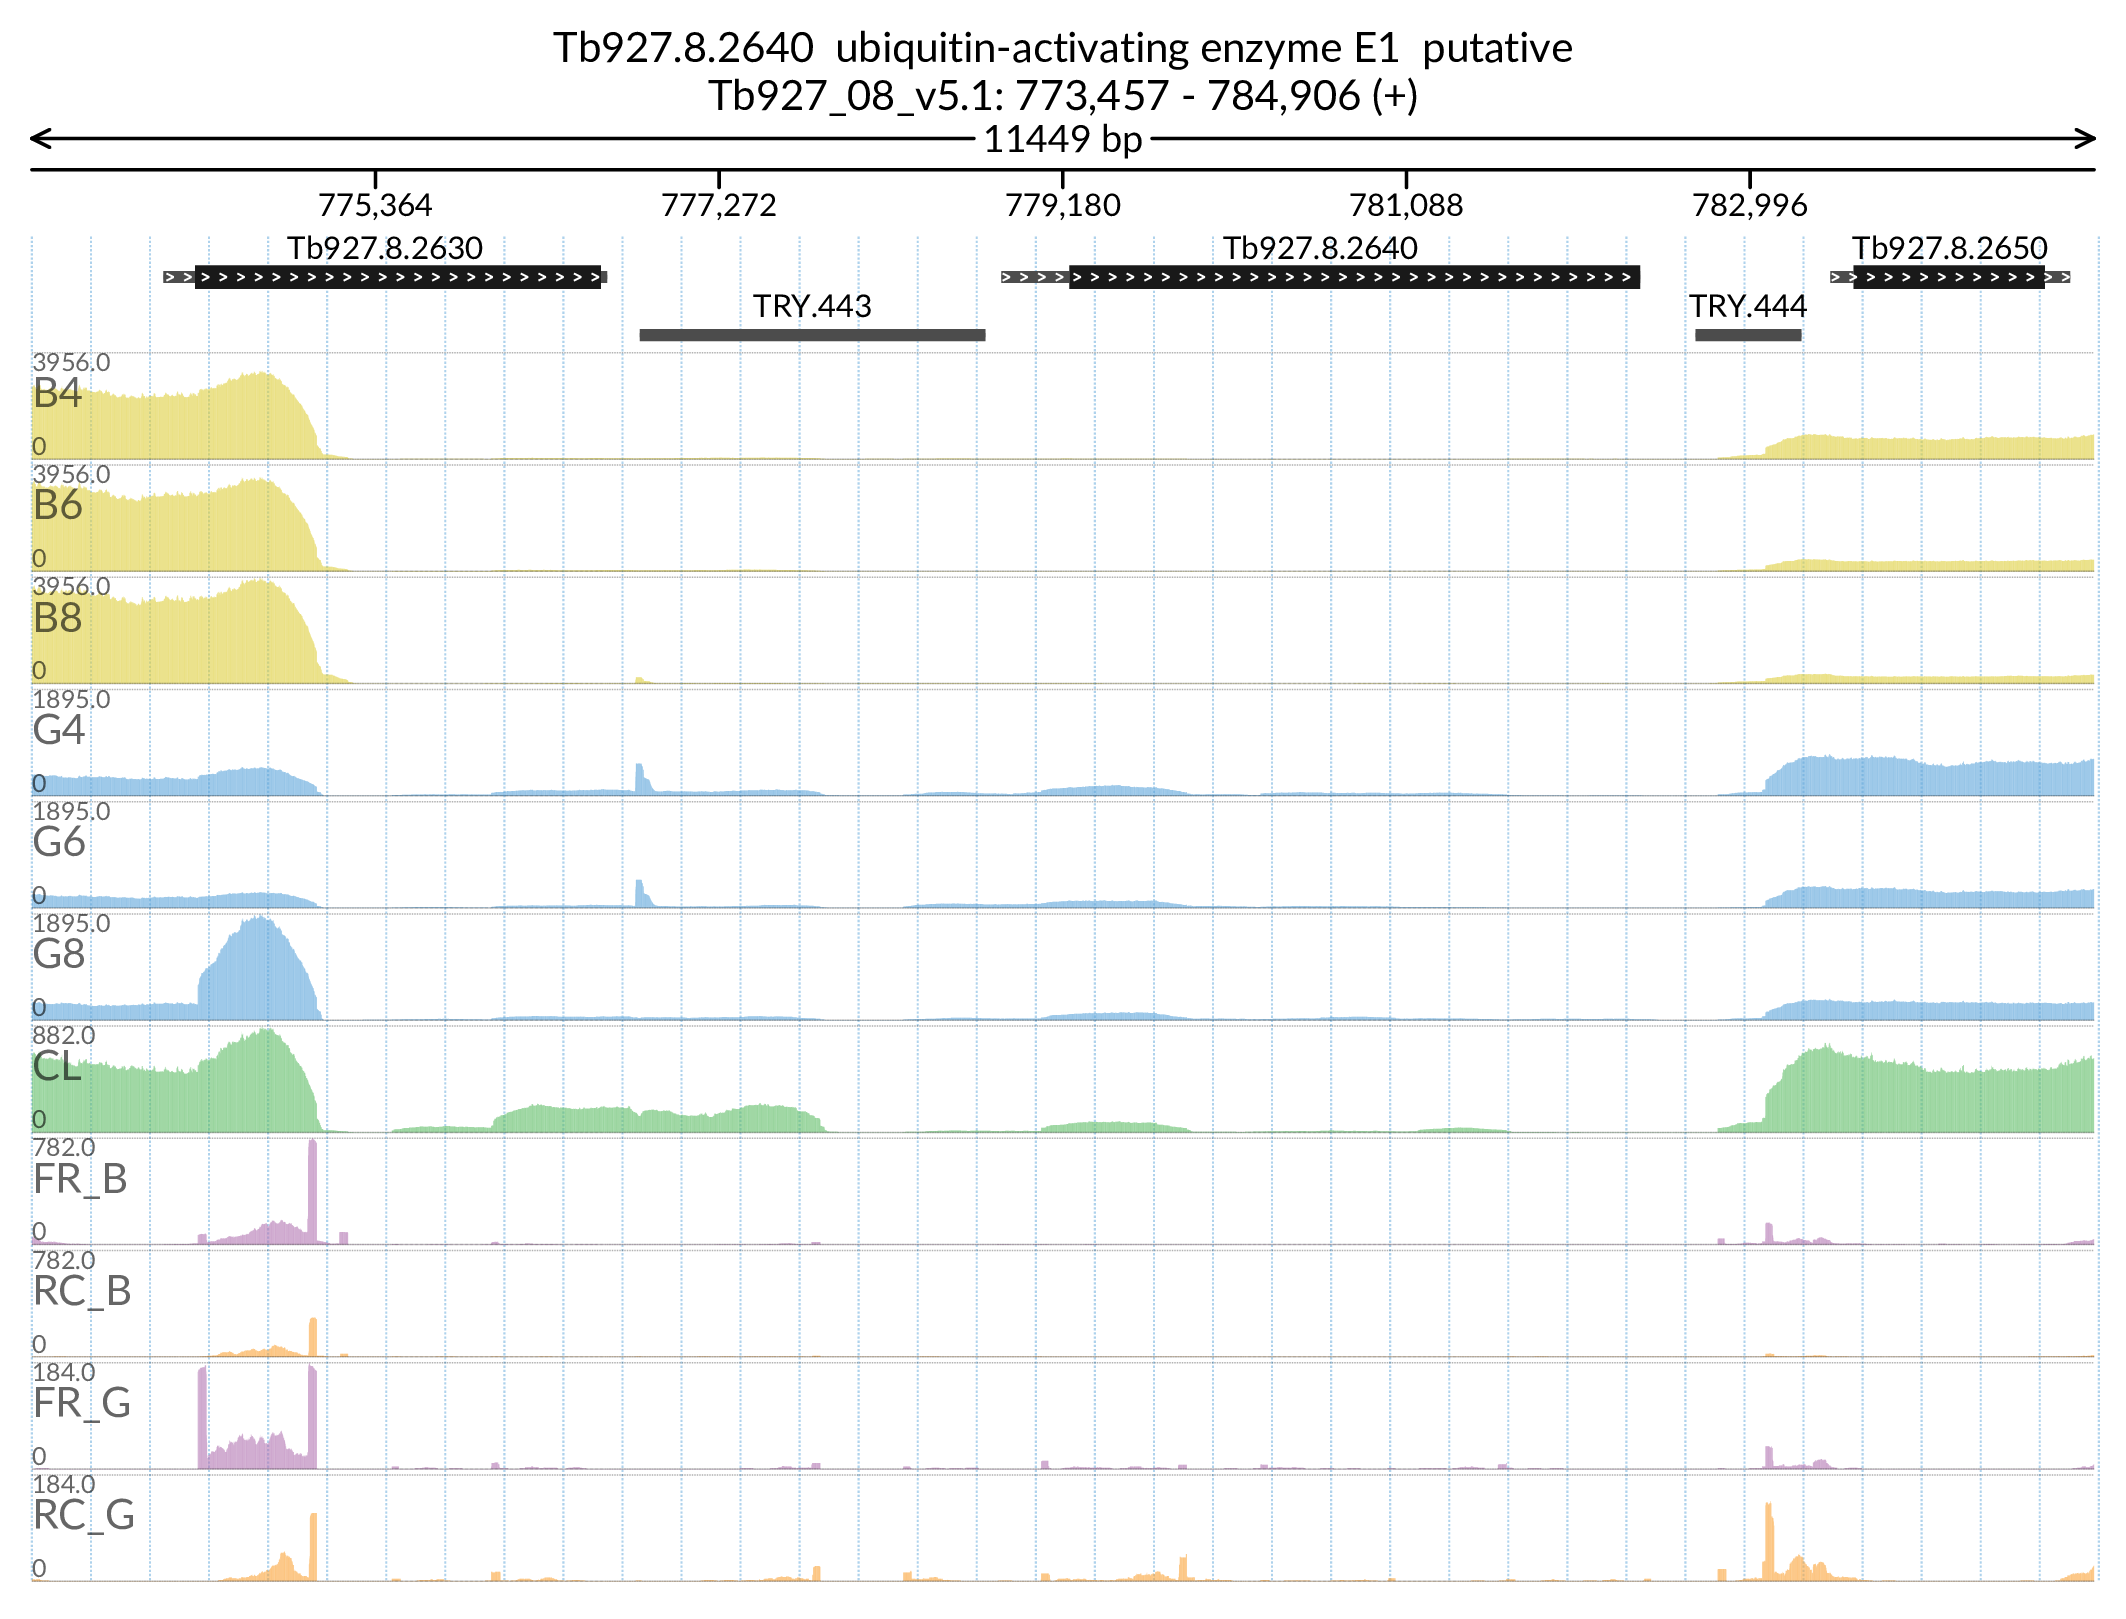 Tb927.8.2640  ubiquitin-activating enzyme E1  putative
Tb927_08_v5.1: 773,457 - 784,906 (+)
11449 bp
775,364 777,272 779,180 781,088 782,996
Tb927.8.2630 Tb927.8.2640 Tb927.8.2650
TRY.443 TRY.444
3956.0
B4
0
3956.0
B6
0
3956.0
B8
0
1895.0
G4
0
1895.0
G6
0
1895.0
G8
0
882.0
CL
0
782.0
FR_B
0
782.0
RC_B
0
184.0
FR_G
0
184.0
RC_G
0